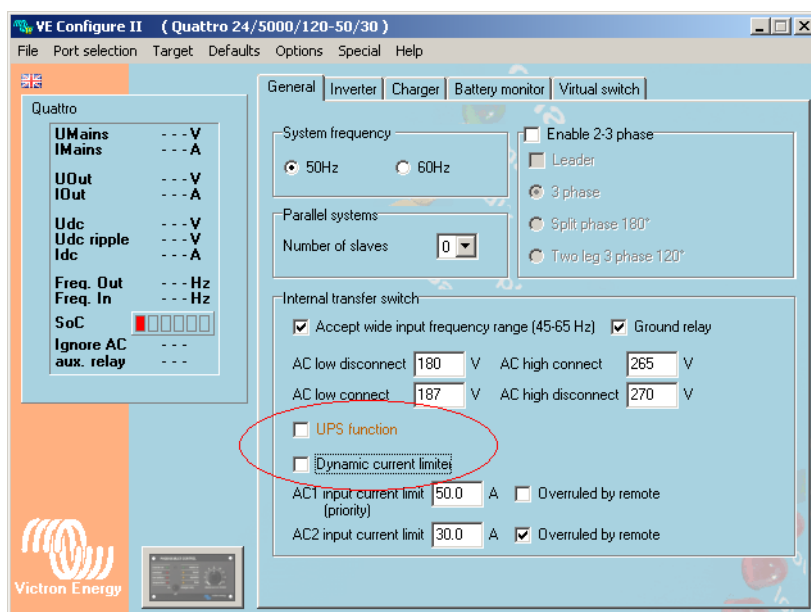 VE Configure II ( Quattro 24/5000/120-50/30 )
File Port selection Target Defaults Options Special Help
Quattro
UMains - - - V
IMains - - - A
UOut - - - V
IOut - - - A
Udc - - - V
Udc ripple - - - V
Idc - - - A
Freq. Out - - - Hz
Freq. In - - - Hz
SoC
Ignore AC - - -
aux. relay - - -
Victron Energy
General Inverter Charger Battery monitor Virtual switch
System frequency
50Hz 60Hz
Parallel systems
Number of slaves 0
Enable 2-3 phase
Leader
3 phase
Split phase 180°
Two leg 3 phase 120°
Internal transfer switch
Accept wide input frequency range (45-65 Hz) Ground relay
AC low disconnect 180 V AC high connect 265 V
AC low connect 187 V AC high disconnect 270 V
UPS function
Dynamic current limiter
AC1 input current limit 50.0 A Overruled by remote
(priority)
AC2 input current limit 30.0 A Overruled by remote